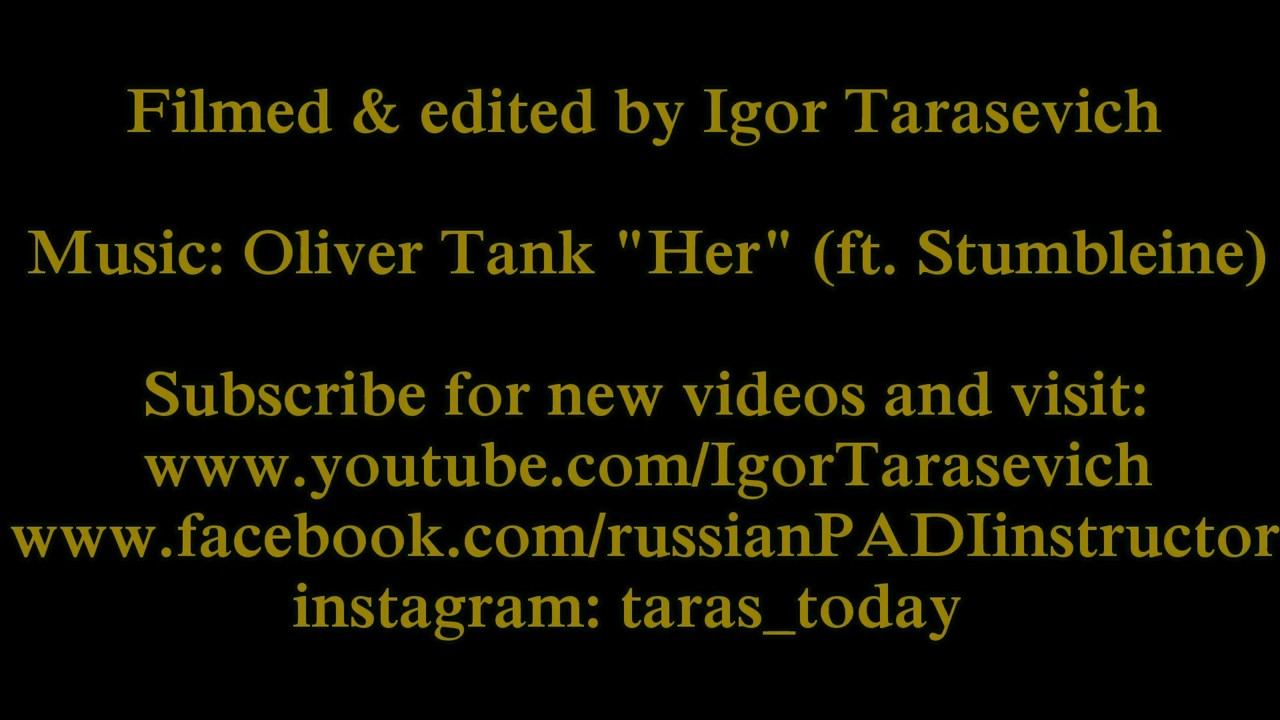 Filmed & edited by Igor Tarasevich
Music: Oliver Tank "Her" (ft. Stumbleine)
Subscribe for new videos and visit:
www.youtube.com/IgorTarasevich
www.facebook.com/russianPADIinstructor
instagram: taras_today